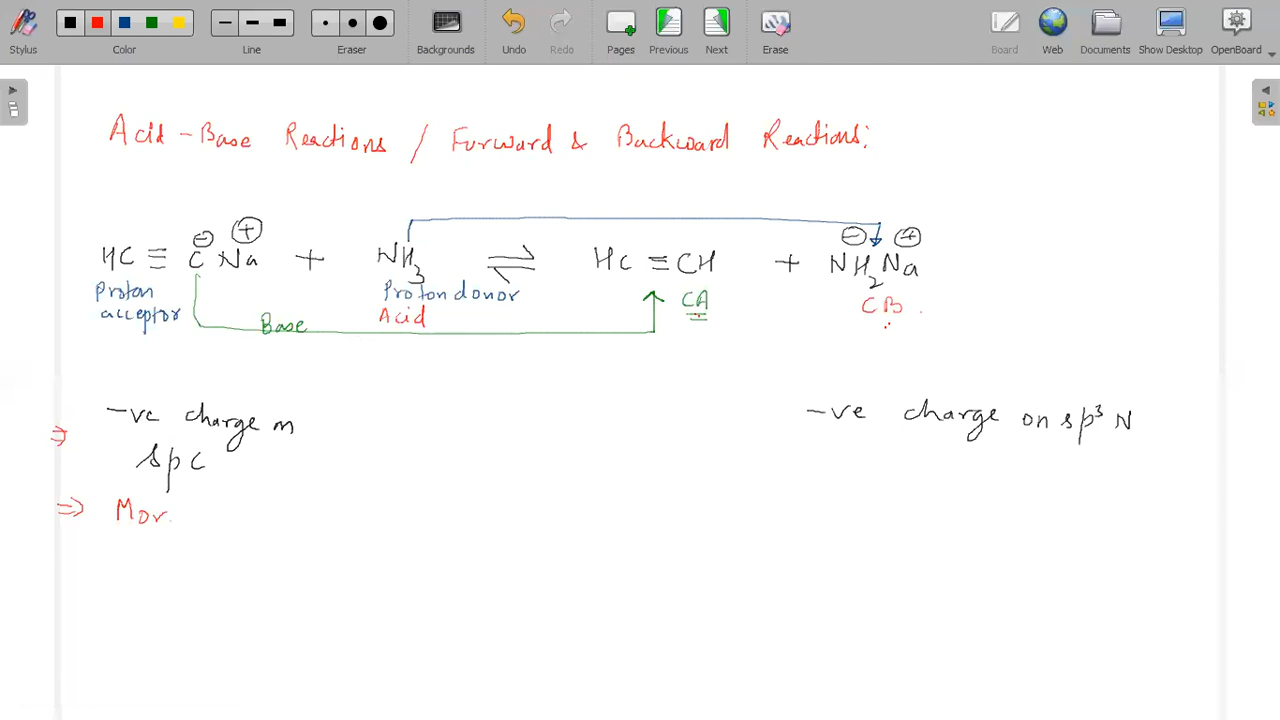 Stylus Color Line Eraser Backgrounds Undo Redo Pages Previous Next Erase Board Web Documents Show Desktop OpenBoard
Acid-Base Reactions / Forward & Backward Reactions:
HC ≡ C⊖ Na⊕ + NH3 ⇌ HC ≡ CH + NH2⊖ Na⊕
Proton acceptor
Base
Proton donor
Acid
CA
CB
-ve charge on
⇒ sp C
-ve charge on sp³ N
⇒ Mor